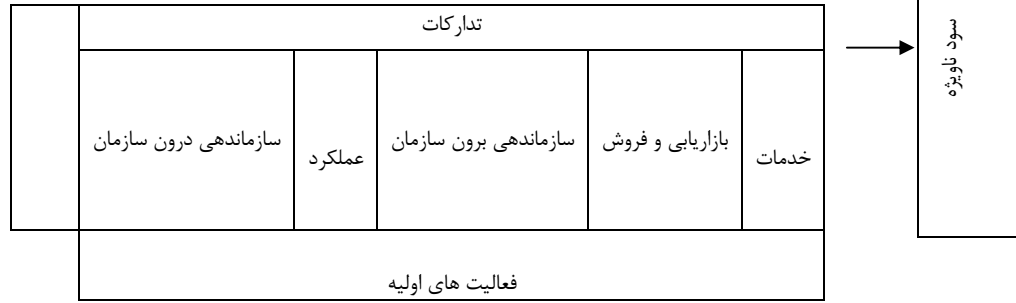 تدارکات
سود ناویژه
خدمات
بازاریابی و فروش
سازماندهی برون سازمان
عملکرد
سازماندهی درون سازمان
فعالیت های اولیه